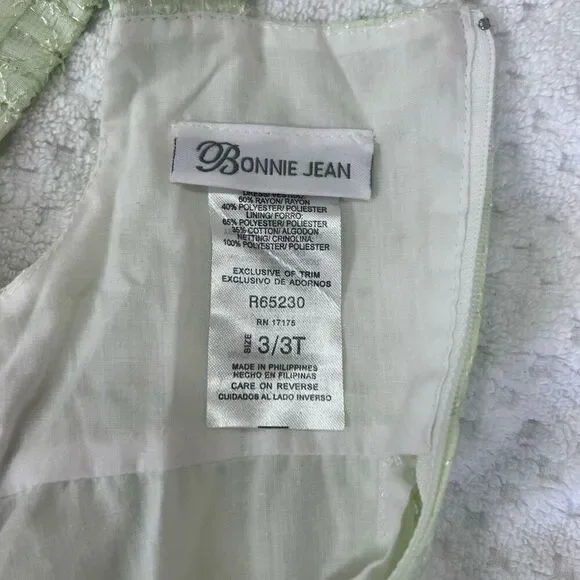 BONNIE JEAN
DRESS/ VESTIDO
60% RAYON/ RAYON
40% POLYESTER/ POLIESTER
LINING/ FORRO:
65% POLYESTER/ POLIESTER
35% COTTON/ ALGODON
NETTING/ CRINOLINA:
100% POLYESTER/ POLIESTER
EXCLUSIVE OF TRIM
EXCLUSIVO DE ADORNOS
R65230
RN 17175
SIZE 3/3T
MADE IN PHILIPPINES
HECHO EN FILIPINAS
CARE ON REVERSE
CUIDADOS AL LADO INVERSO